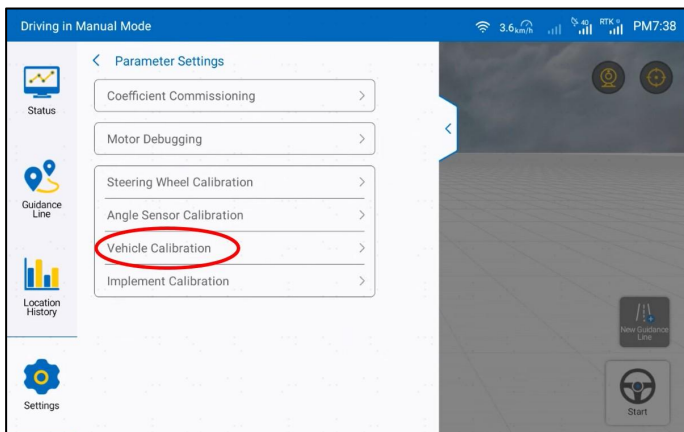 Driving in Manual Mode
3.6km/h
40
RTK
PM7:38
Parameter Settings
Status
Coefficient Commissioning
Motor Debugging
Guidance
Line
Steering Wheel Calibration
Angle Sensor Calibration
Vehicle Calibration
Implement Calibration
Location
History
New Guidance
Line
Settings
Start